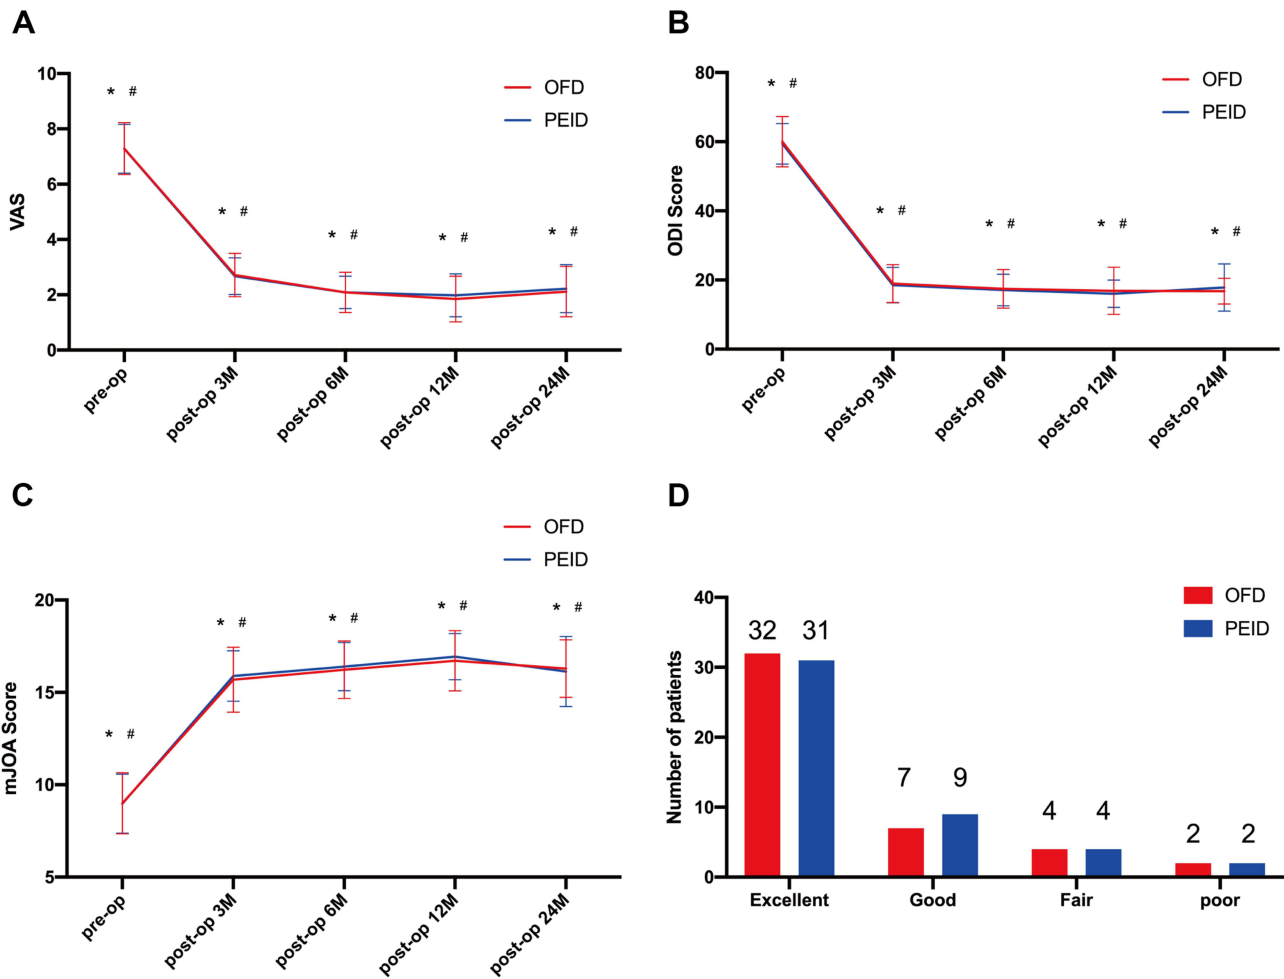 A
VAS
10
8
6
4
2
0
* #
* #
* #
* #
* #
OFD
PEID
pre-op
post-op 3M
post-op 6M
post-op 12M
post-op 24M
B
ODI Score
80
60
40
20
0
* #
* #
* #
* #
* #
OFD
PEID
pre-op
post-op 3M
post-op 6M
post-op 12M
post-op 24M
C
mJOA Score
20
15
10
5
* #
* #
* #
* #
* #
OFD
PEID
pre-op
post-op 3M
post-op 6M
post-op 12M
post-op 24M
D
Number of patients
40
30
20
10
0
OFD
PEID
32 31
7 9
4 4
2 2
Excellent Good Fair poor